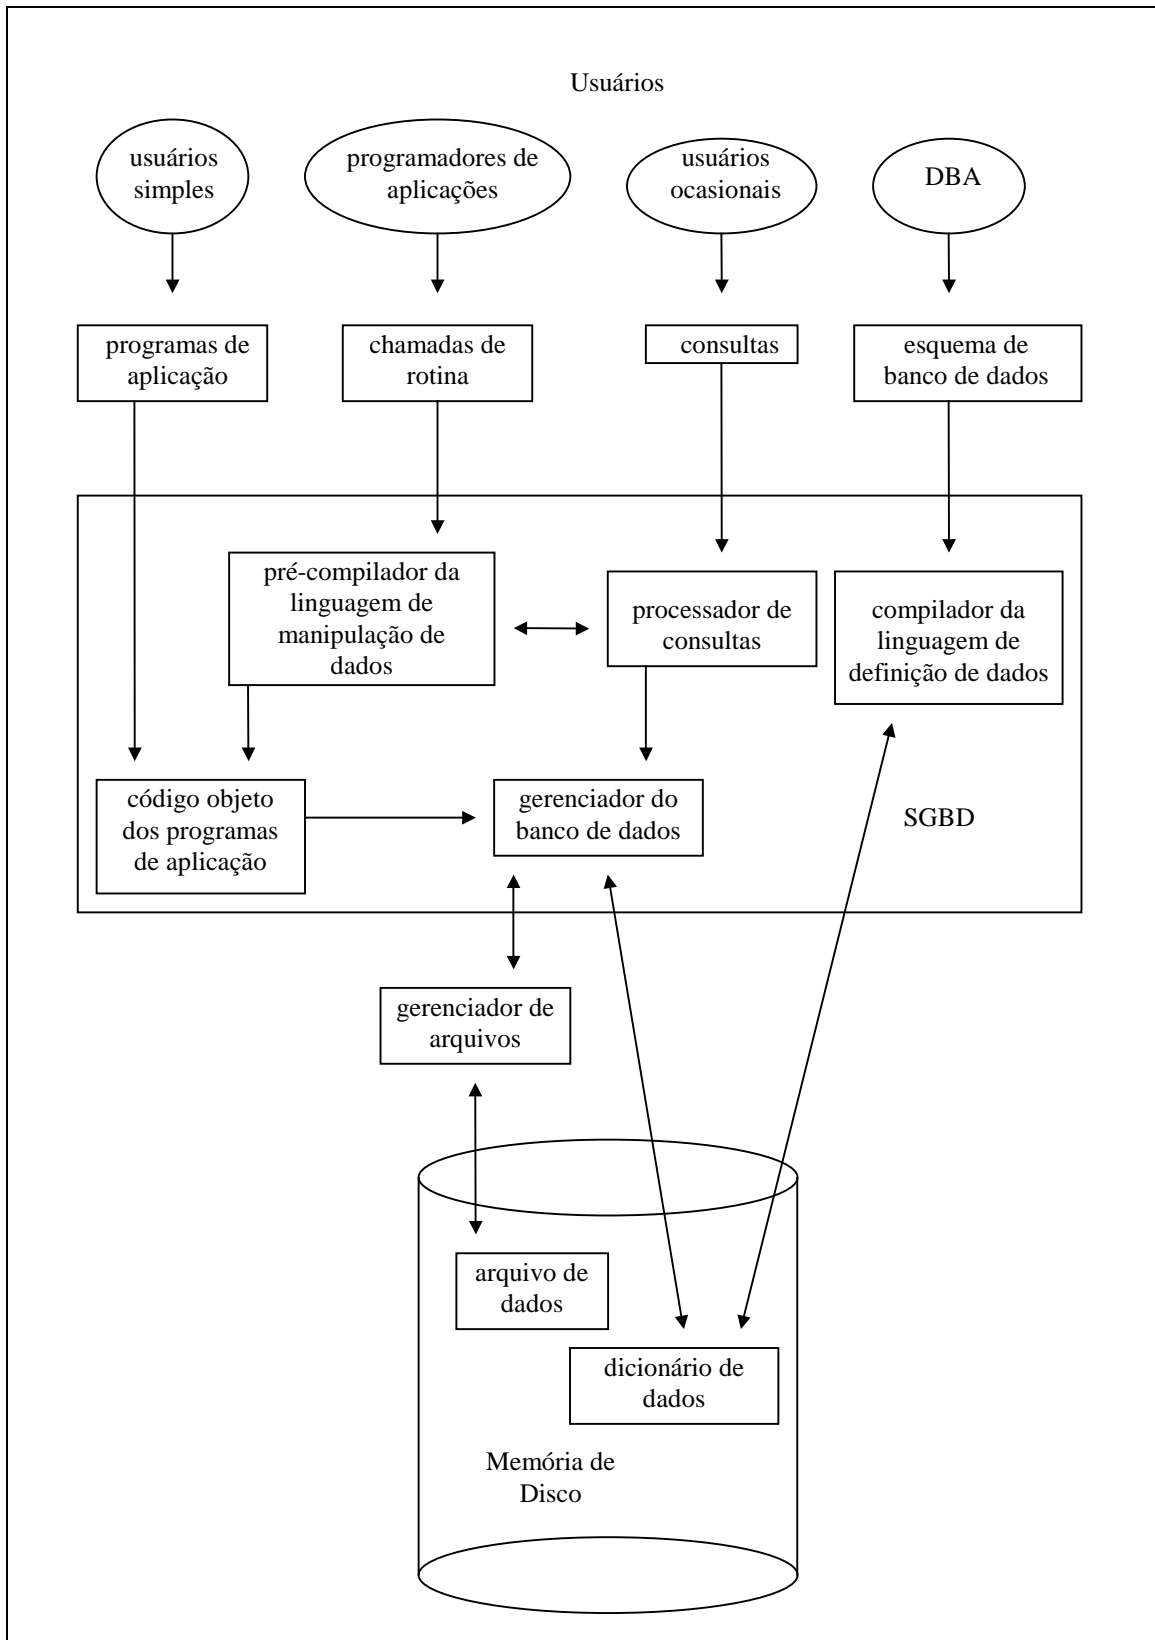 Usuários
usuários
simples
programadores de
aplicações
usuários
ocasionais
DBA
programas de
aplicação
chamadas de
rotina
consultas
esquema de
banco de dados
pré-compilador da
linguagem de
manipulação de
dados
processador de
consultas
compilador da
linguagem de
definição de dados
código objeto
dos programas
de aplicação
gerenciador do
banco de dados
SGBD
gerenciador de
arquivos
arquivo de
dados
dicionário de
dados
Memória de
Disco